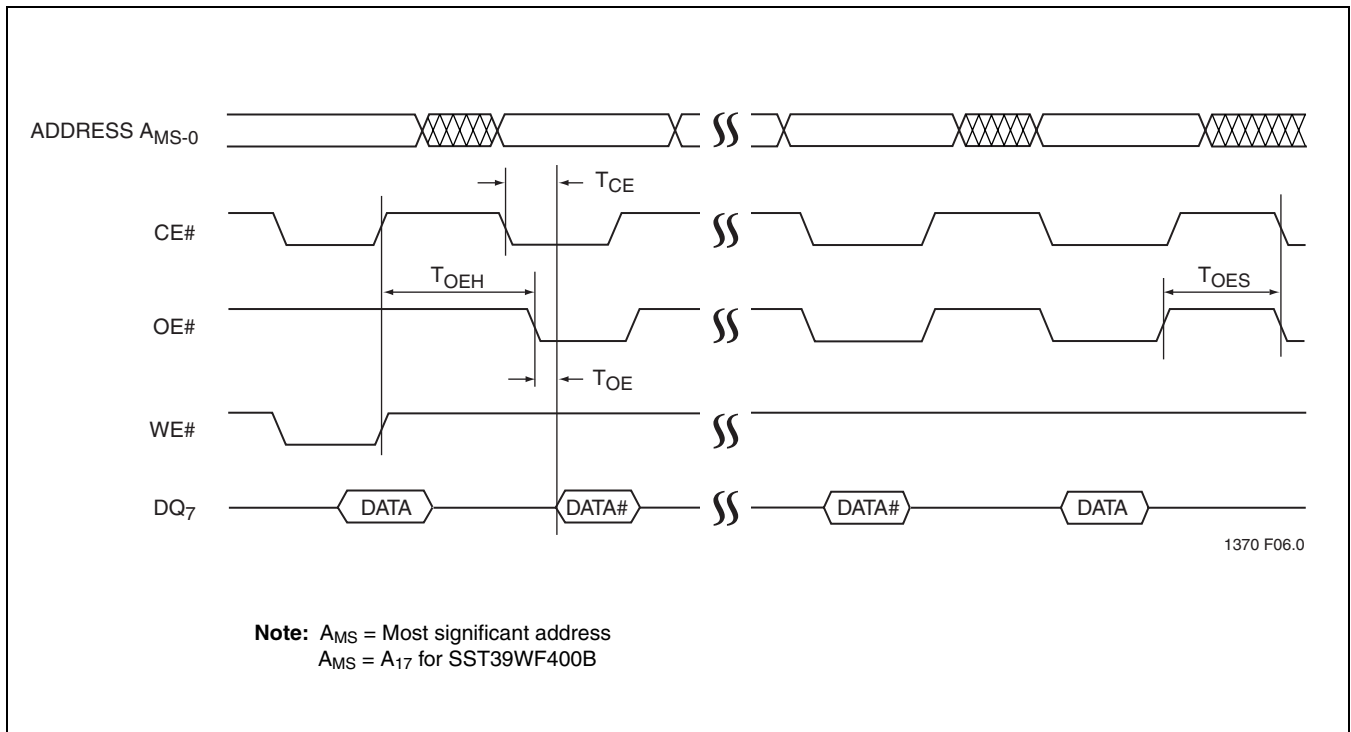 ADDRESS AMS-0
TCE
CE#
TOEH
TOES
OE#
TOE
WE#
DQ7
DATA
DATA#
DATA#
DATA
1370 F06.0
Note: AMS = Most significant address
AMS = A17 for SST39WF400B